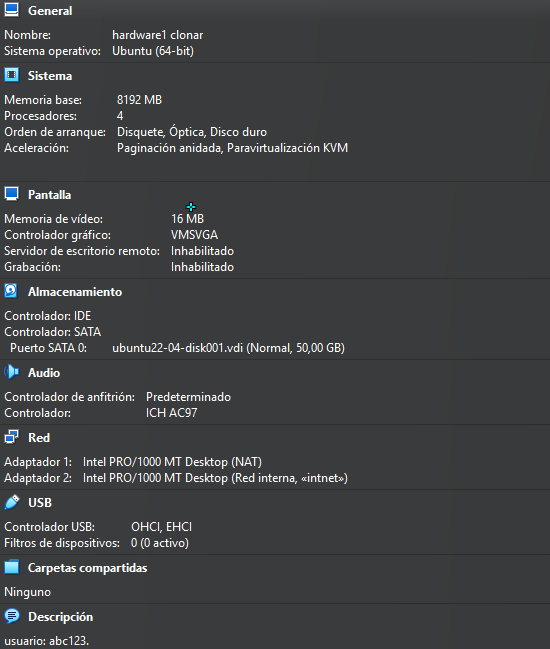 General
Nombre: hardware1 clonar
Sistema operativo: Ubuntu (64-bit)
Sistema
Memoria base: 8192 MB
Procesadores: 4
Orden de arranque: Disquete, Óptica, Disco duro
Aceleración: Paginación anidada, Paravirtualización KVM
Pantalla
Memoria de vídeo: 16 MB
Controlador gráfico: VMSVGA
Servidor de escritorio remoto: Inhabilitado
Grabación: Inhabilitado
Almacenamiento
Controlador: IDE
Controlador: SATA
Puerto SATA 0: ubuntu22-04-disk001.vdi (Normal, 50,00 GB)
Audio
Controlador de anfitrión: Predeterminado
Controlador: ICH AC97
Red
Adaptador 1: Intel PRO/1000 MT Desktop (NAT)
Adaptador 2: Intel PRO/1000 MT Desktop (Red interna, «intnet»)
USB
Controlador USB: OHCI, EHCI
Filtros de dispositivos: 0 (0 activo)
Carpetas compartidas
Ninguno
Descripción
usuario: abc123.